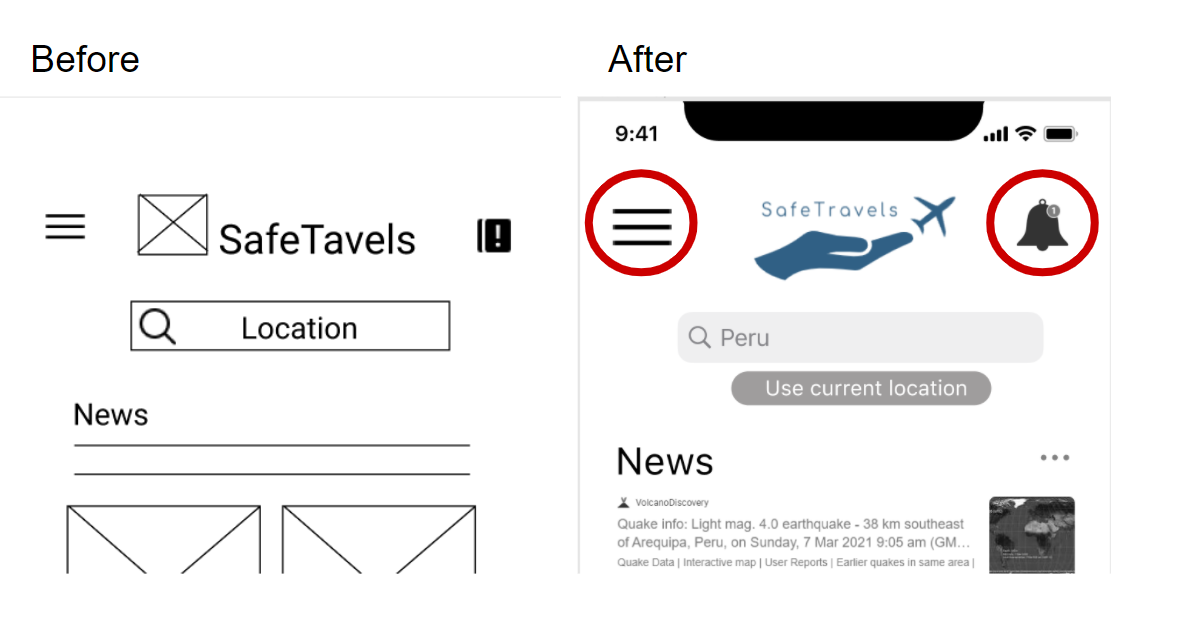 Before
After
SafeTavels
Location
News
9:41
SafeTravels
1
Peru
Use current location
News
VolcanoDiscovery
Quake info: Light mag. 4.0 earthquake - 38 km southeast
of Arequipa, Peru, on Sunday, 7 Mar 2021 9:05 am (GM...
Quake Data | Interactive map | User Reports | Earlier quakes in same area |